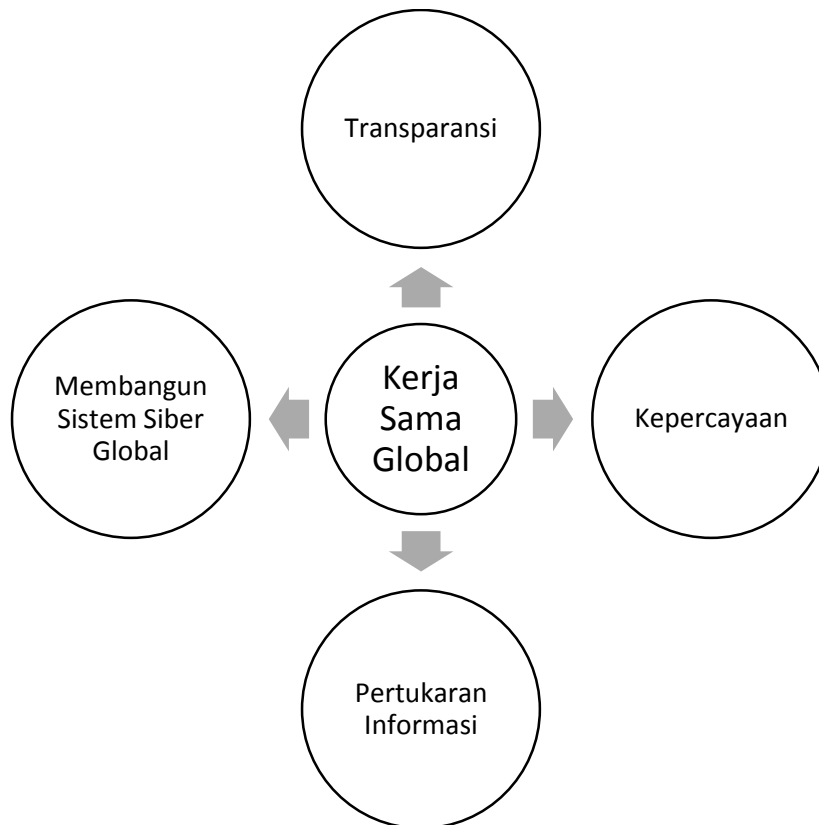 Transparansi
Membangun
Sistem Siber
Global
Kerja
Sama
Global
Kepercayaan
Pertukaran
Informasi